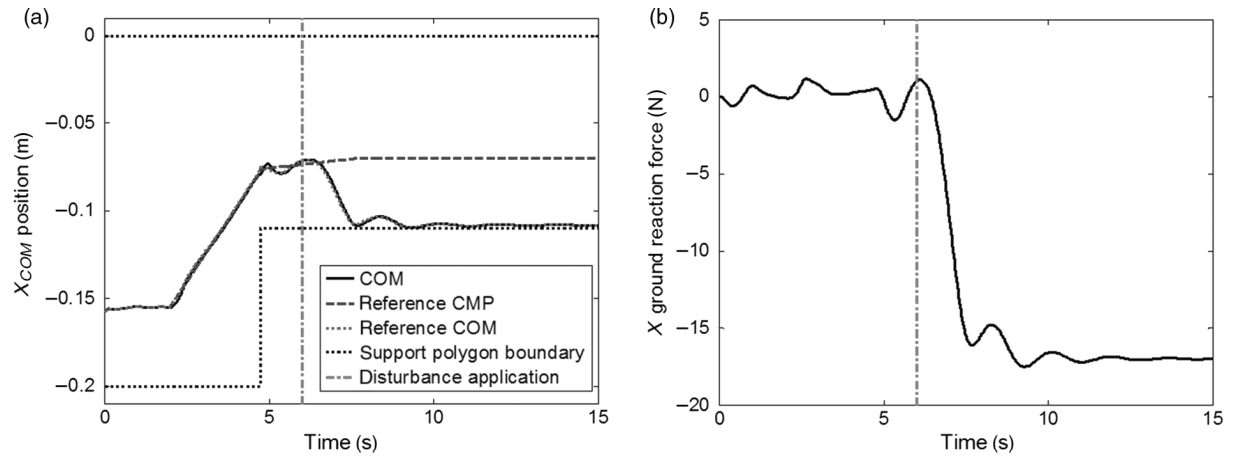 (a)
0
−0.05
−0.1
−0.15
−0.2
X_COM position (m)
COM
Reference CMP
Reference COM
Support polygon boundary
Disturbance application
0
5
10
15
Time (s)
(b)
5
0
−5
−10
−15
−20
X ground reaction force (N)
0
5
10
15
Time (s)